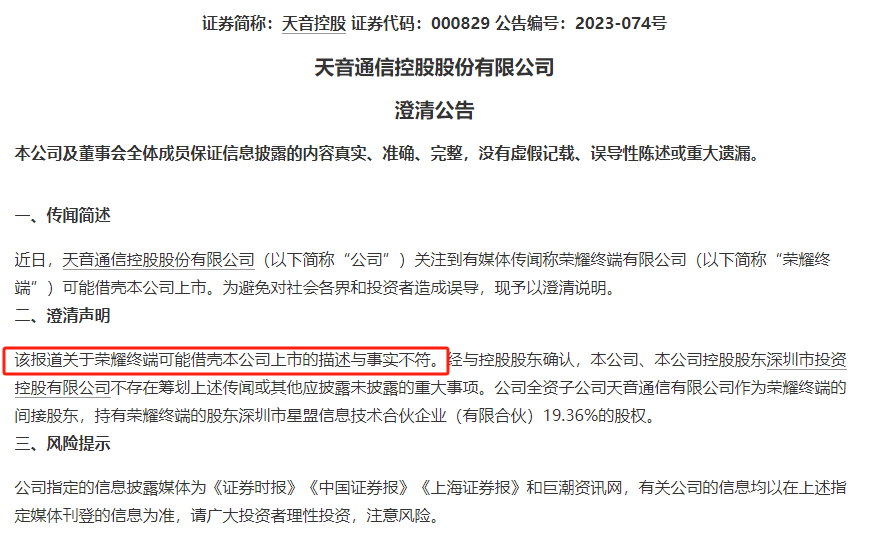 证券简称：天音控股 证券代码：000829 公告编号：2023-074号
天音通信控股股份有限公司
澄清公告
本公司及董事会全体成员保证信息披露的内容真实、准确、完整，没有虚假记载、误导性陈述或重大遗漏。
一、传闻简述
近日，天音通信控股股份有限公司（以下简称“公司”）关注到有媒体传闻称荣耀终端有限公司（以下简称“荣耀终
端”）可能借壳本公司上市。为避免对社会各界和投资者造成误导，现予以澄清说明。
二、澄清声明
该报道关于荣耀终端可能借壳本公司上市的描述与事实不符。经与控股股东确认，本公司、本公司控股股东深圳市投资
控股有限公司不存在筹划上述传闻或其他应披露未披露的重大事项。公司全资子公司天音通信有限公司作为荣耀终端的
间接股东，持有荣耀终端的股东深圳市星盟信息技术合伙企业（有限合伙）19.36%的股权。
三、风险提示
公司指定的信息披露媒体为《证券时报》《中国证券报》《上海证券报》和巨潮资讯网，有关公司的信息均以在上述指
定媒体刊登的信息为准，请广大投资者理性投资，注意风险。